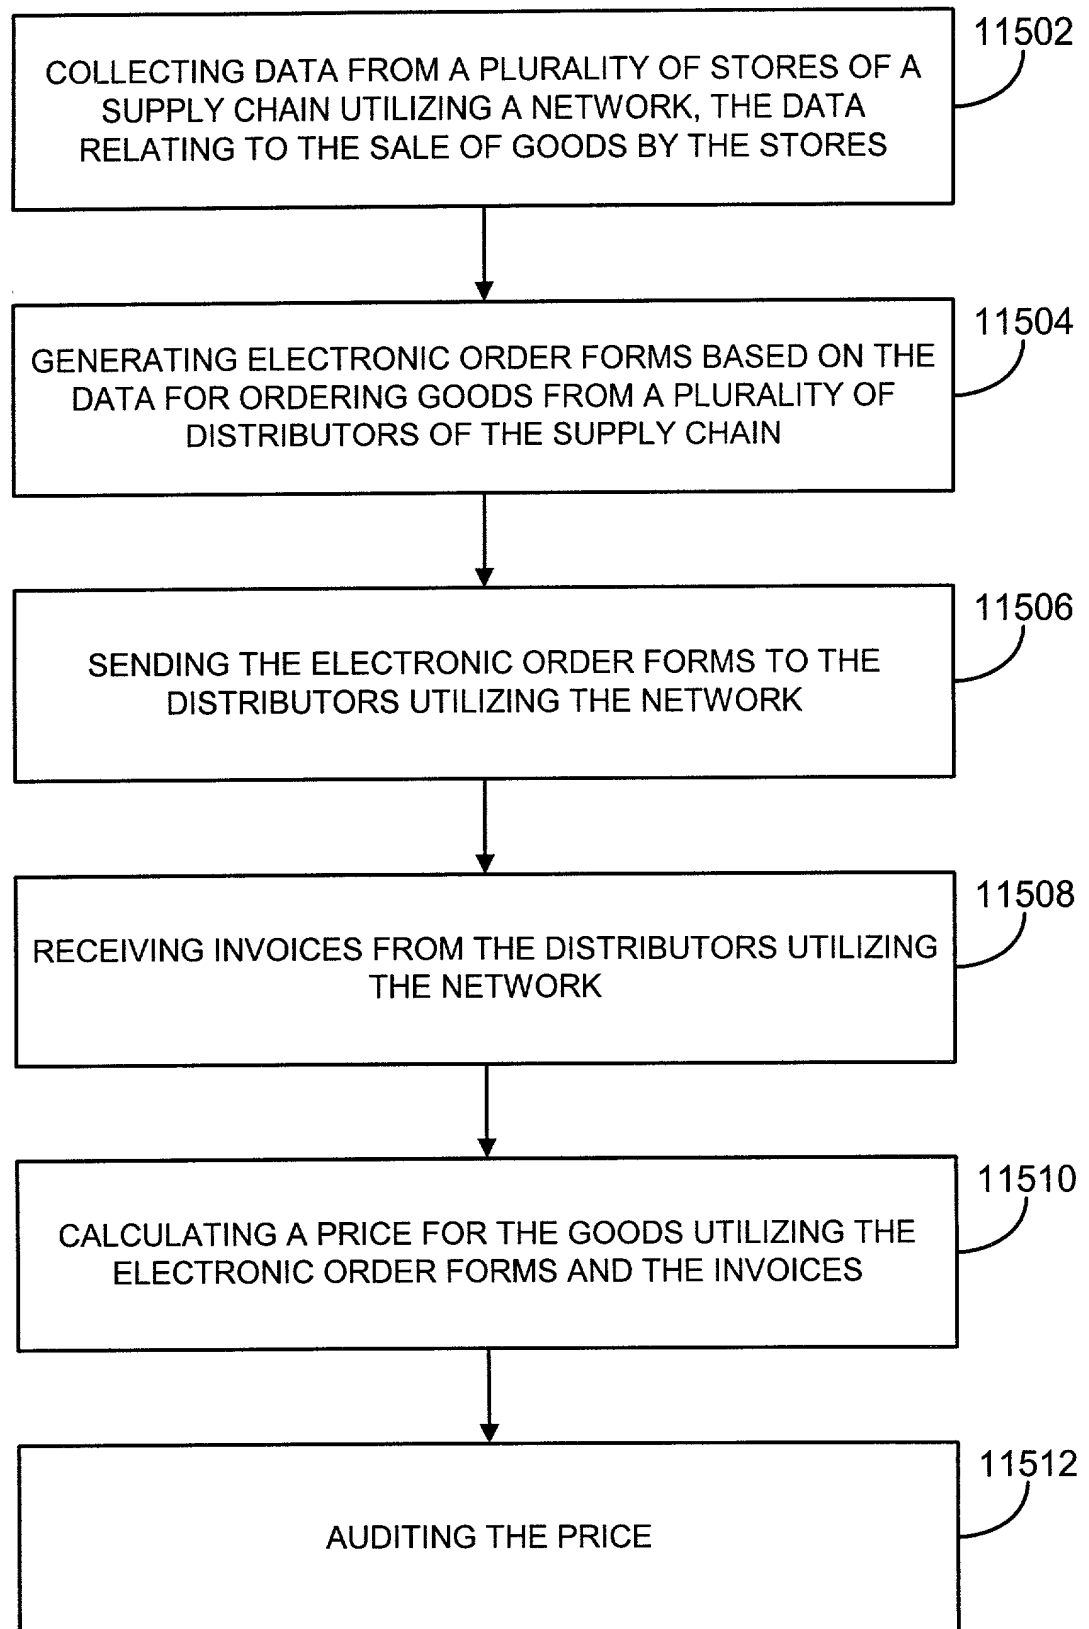 11502
COLLECTING DATA FROM A PLURALITY OF STORES OF A
SUPPLY CHAIN UTILIZING A NETWORK, THE DATA
RELATING TO THE SALE OF GOODS BY THE STORES
11504
GENERATING ELECTRONIC ORDER FORMS BASED ON THE
DATA FOR ORDERING GOODS FROM A PLURALITY OF
DISTRIBUTORS OF THE SUPPLY CHAIN
11506
SENDING THE ELECTRONIC ORDER FORMS TO THE
DISTRIBUTORS UTILIZING THE NETWORK
11508
RECEIVING INVOICES FROM THE DISTRIBUTORS UTILIZING
THE NETWORK
11510
CALCULATING A PRICE FOR THE GOODS UTILIZING THE
ELECTRONIC ORDER FORMS AND THE INVOICES
11512
AUDITING THE PRICE